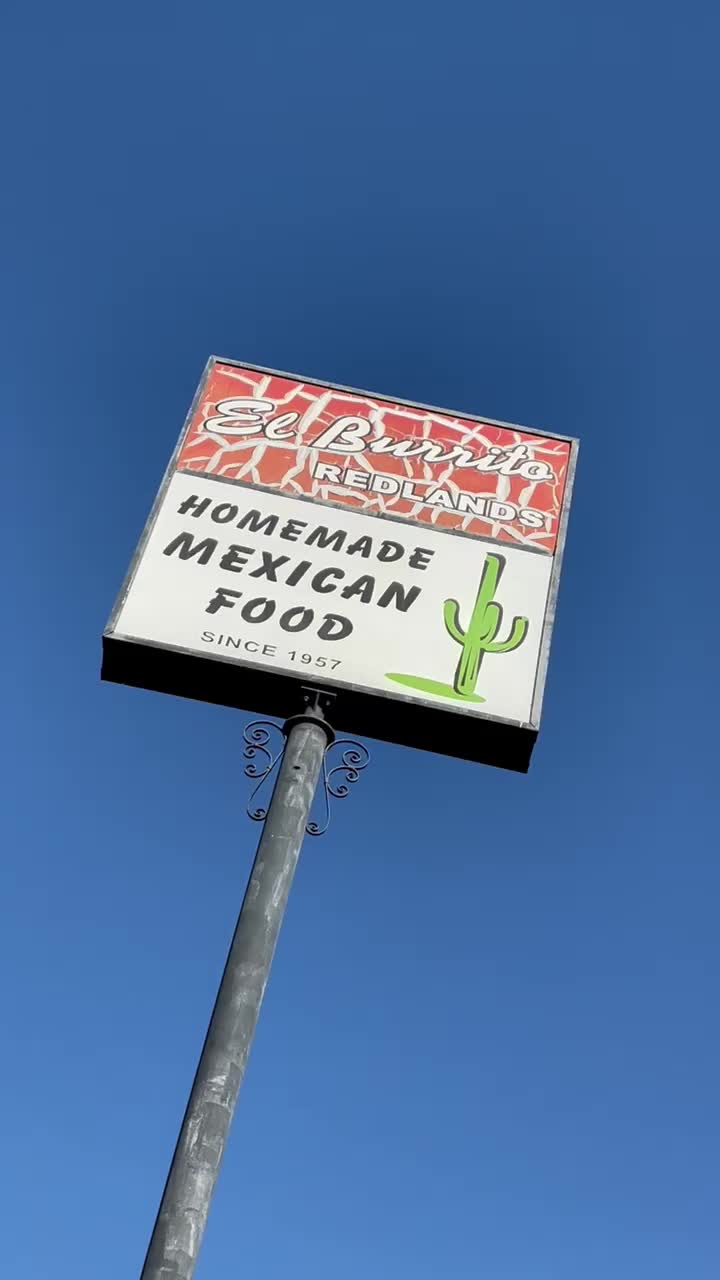 El Burrito
REDLANDS
HOMEMADE
MEXICAN
FOOD
SINCE 1957